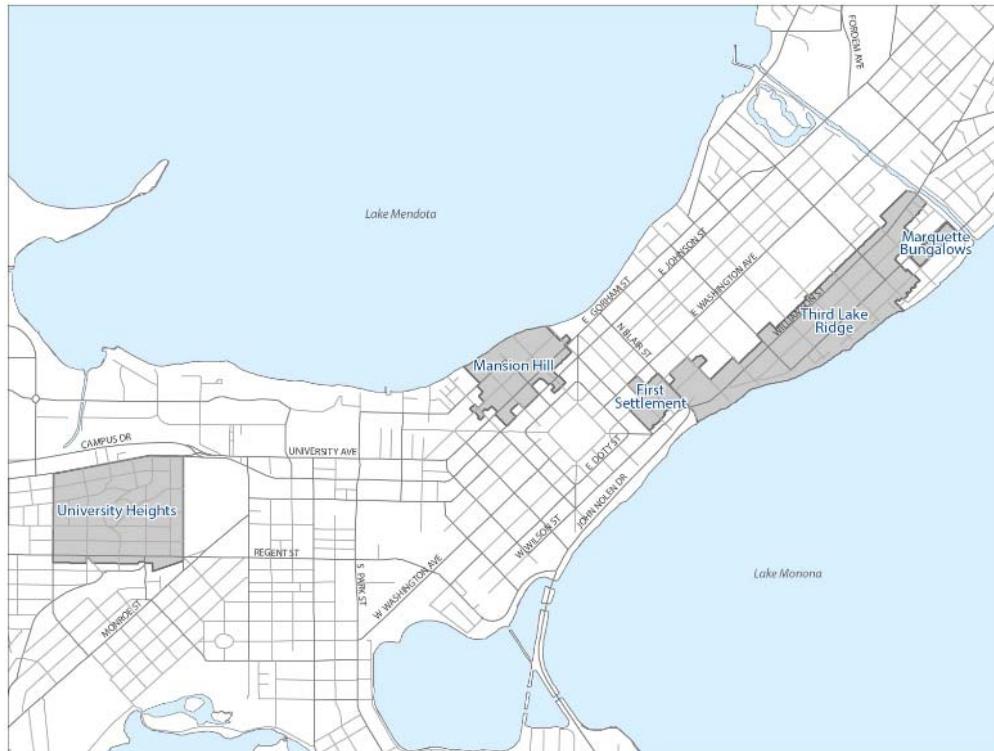 FORDEM AVE
Lake Mendota
Marquette
Bungalows
E JOHNSON ST
E WASHINGTON AVE
E GORHAM ST
WILLIAMSON ST
Third Lake
Ridge
N BLAIR ST
Mansion Hill
First
Settlement
CAMPUS DR
UNIVERSITY AVE
E DOTY ST
JOHN NOLEN DR
University Heights
W WILSON ST
REGENT ST
S PARK ST
W WASHINGTON AVE
Lake Monona
MONROE ST